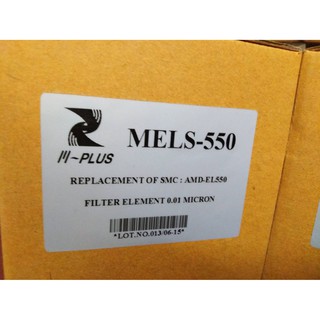 M-PLUS
MELS-550
REPLACEMENT OF SMC : AMD-EL550
FILTER ELEMENT 0.01 MICRON
*LOT.NO.013/06-15*